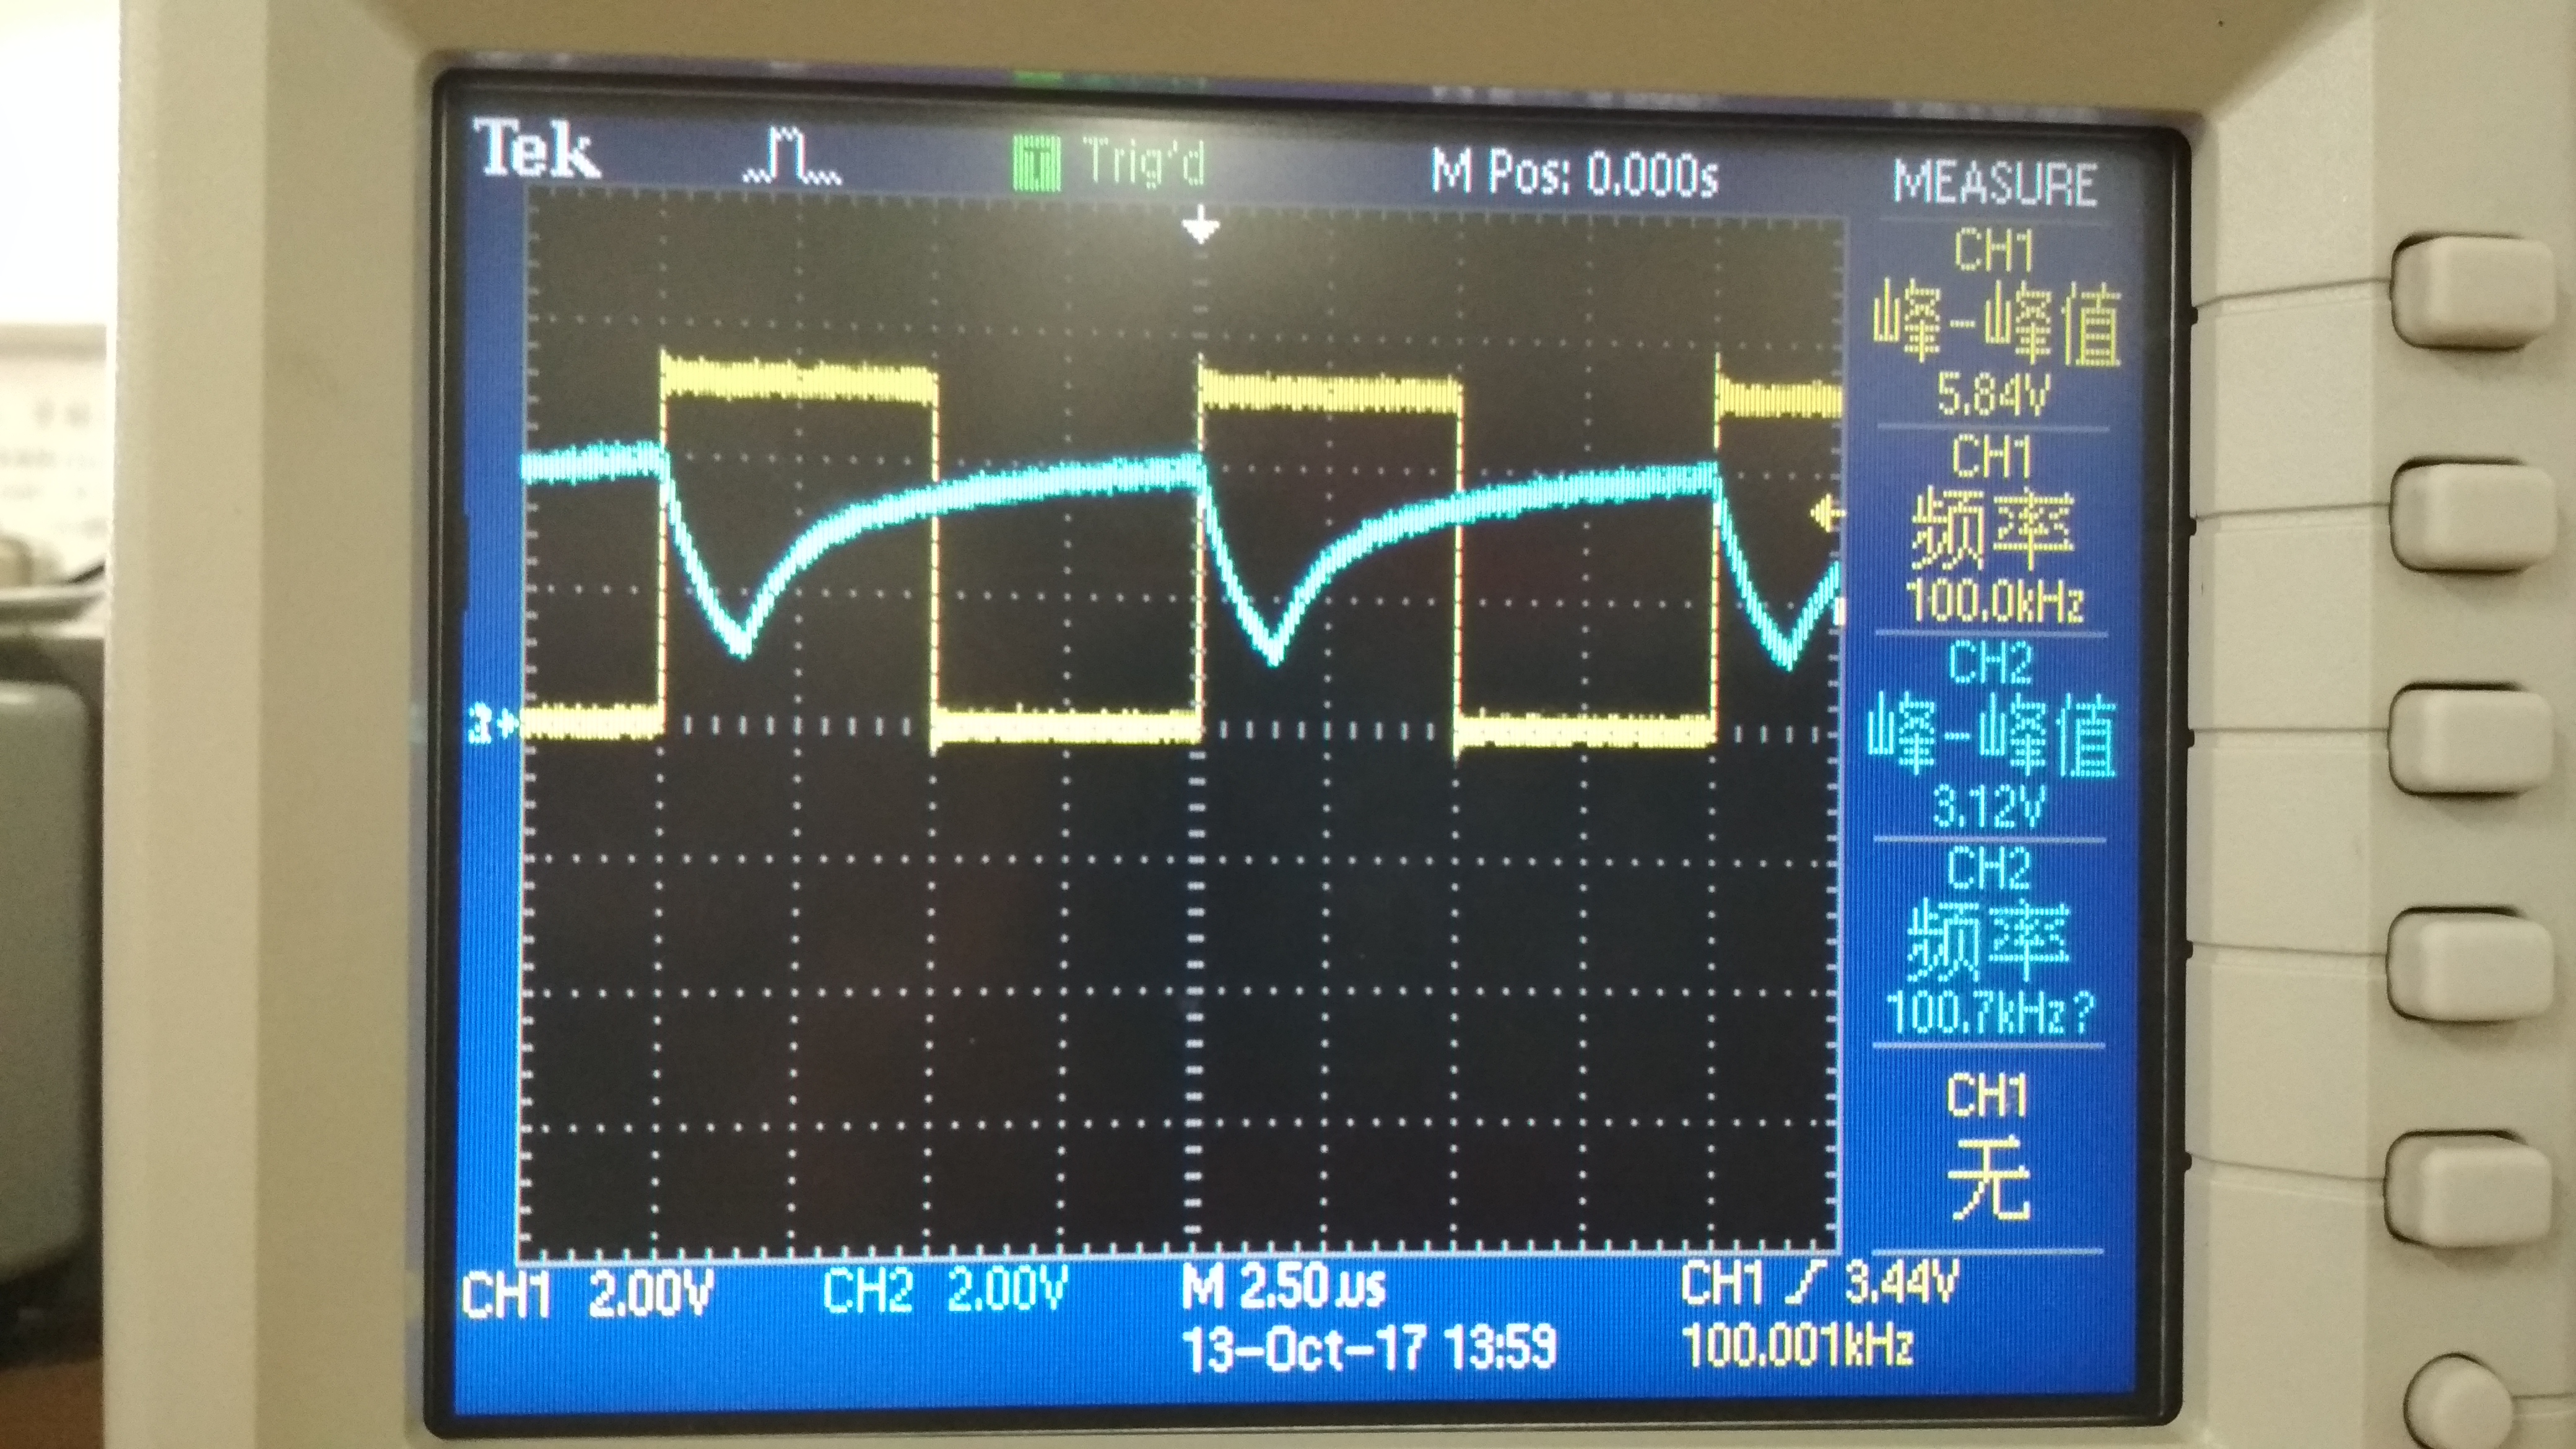 Tek Trig'd M Pos: 0.000s MEASURE
CH1
峰-峰值
5.84V
CH1
频率
100.0kHz
CH2
峰-峰值
3.12V
CH2
频率
100.7kHz?
CH1
无
CH1 2.00V CH2 2.00V M 2.50µs CH1 3.44V
13-Oct-17 13:59 100.001kHz